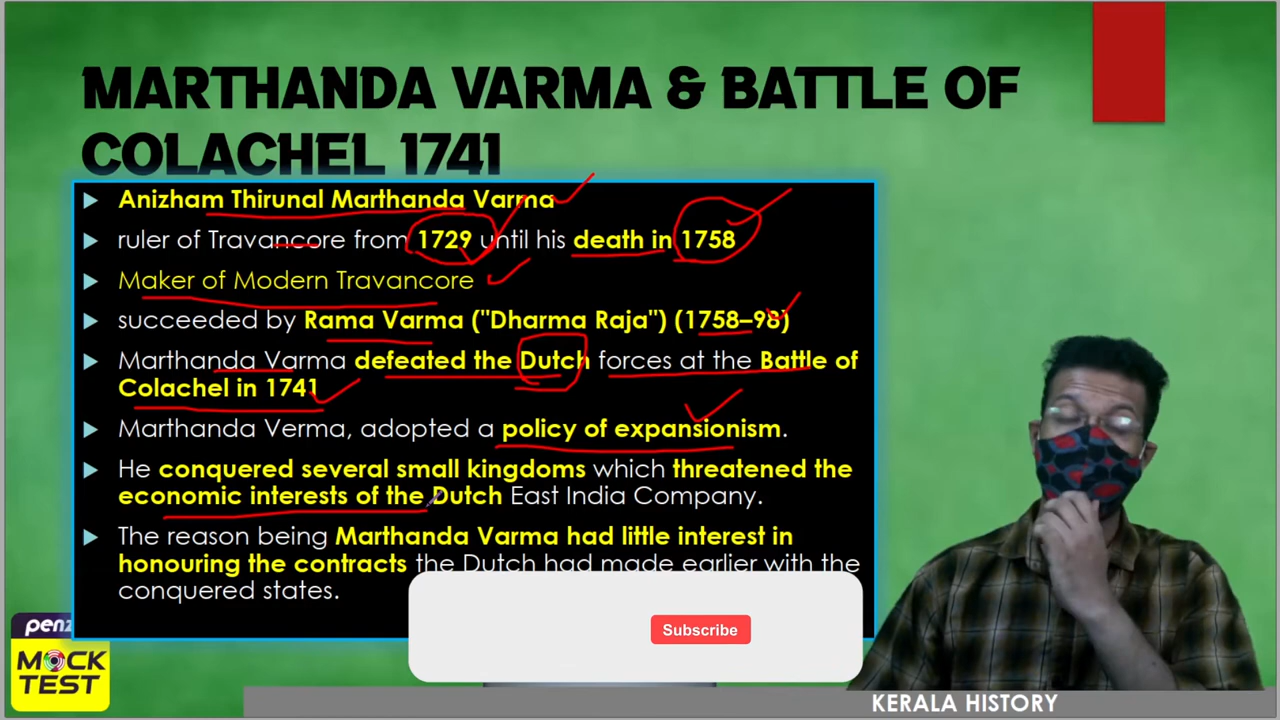 MARTHANDA VARMA & BATTLE OF
COLACHEL 1741
Anizham Thirunal Marthanda Varma
ruler of Travancore from 1729 until his death in 1758
Maker of Modern Travancore
succeeded by Rama Varma ("Dharma Raja") (1758–98)
Marthanda Varma defeated the Dutch forces at the Battle of
Colachel in 1741
Marthanda Verma, adopted a policy of expansionism.
He conquered several small kingdoms which threatened the
economic interests of the Dutch East India Company.
The reason being Marthanda Varma had little interest in
honouring the contracts the Dutch had made earlier with the
conquered states.
Subscribe
MOCK
TEST
KERALA HISTORY